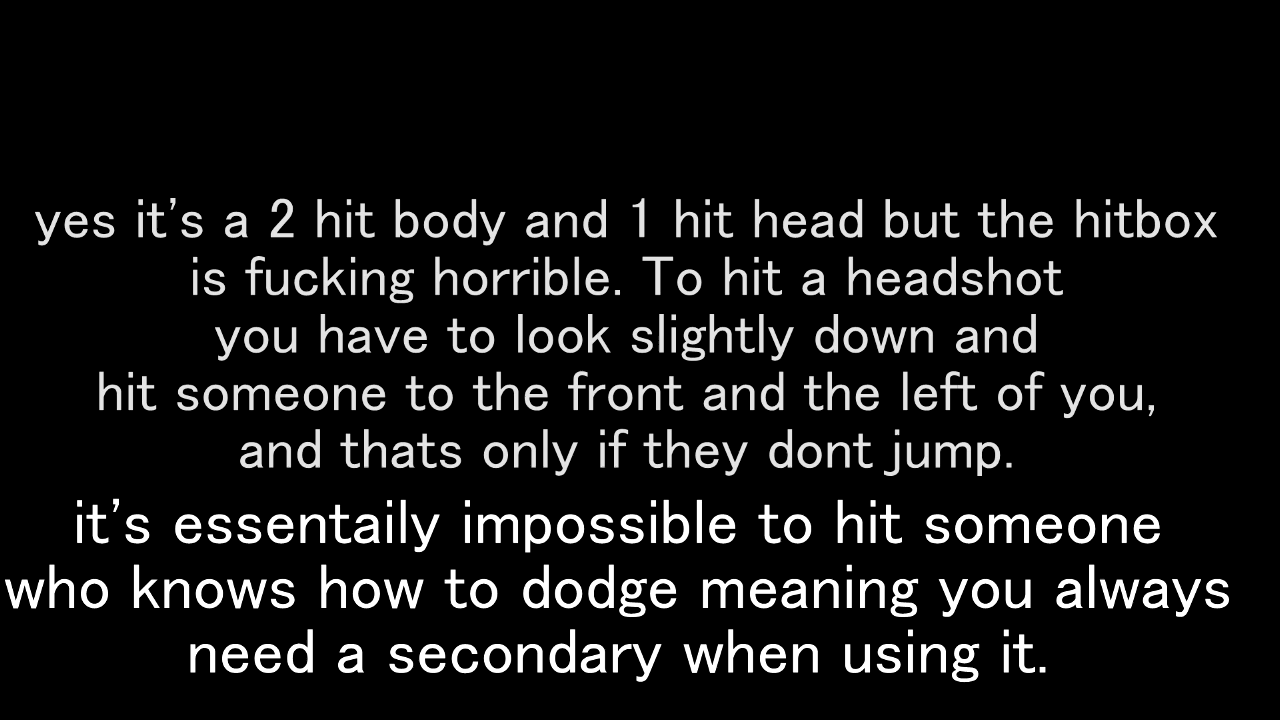 yes it's a 2 hit body and 1 hit head but the hitbox
is fucking horrible. To hit a headshot
you have to look slightly down and
hit someone to the front and the left of you,
and thats only if they dont jump.
it's essentaily impossible to hit someone
who knows how to dodge meaning you always
need a secondary when using it.